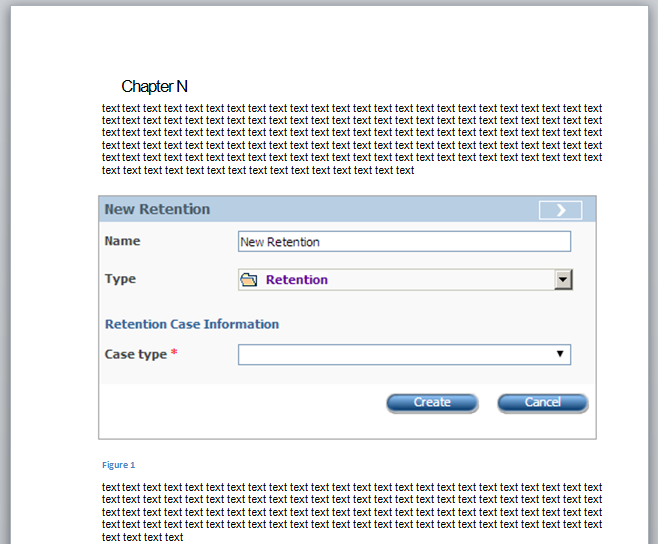 Chapter N
text text text text text text text text text text text text text text text text text text text text text text text text
text text text text text text text text text text text text text text text text text text text text text text text text
text text text text text text text text text text text text text text text text text text text text text text text text
text text text text text text text text text text text text text text text text text text text text text text text text
text text text text text text text text text text text text text text text text text text text text text text text text
text text text text text text text text text text text text text text text
New Retention
Name New Retention
Type Retention
Retention Case Information
Case type *
Create Cancel
Figure 1
text text text text text text text text text text text text text text text text text text text text text text text text
text text text text text text text text text text text text text text text text text text text text text text text text
text text text text text text text text text text text text text text text text text text text text text text text text
text text text text text text text text text text text text text text text text text text text text text text text text
text text text text